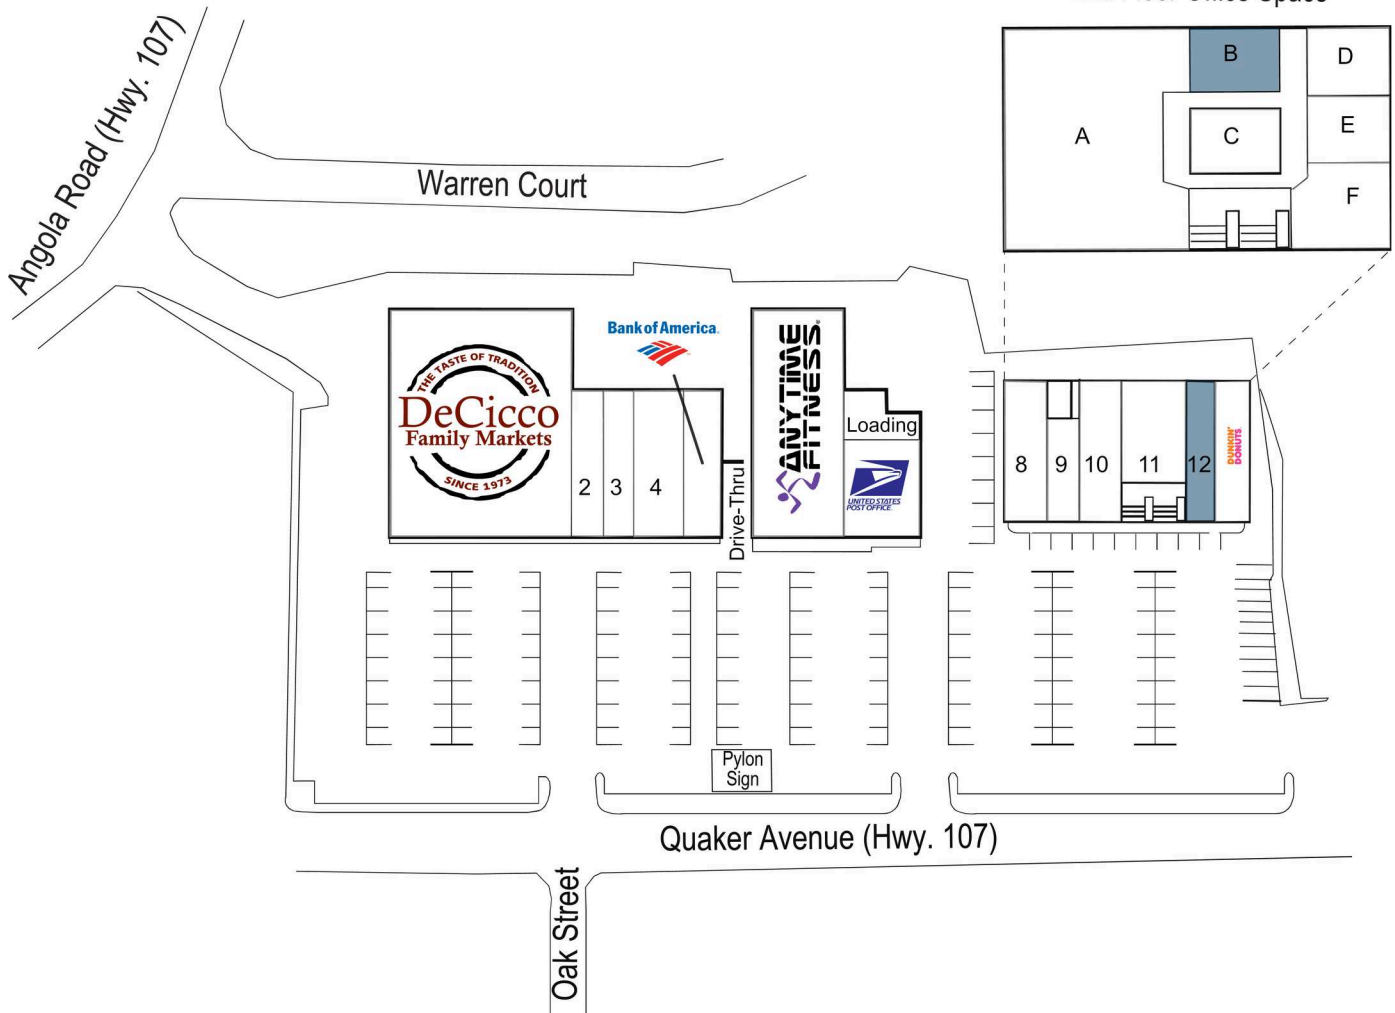 Office Space
B
D
A
C
E
F
Angola Road (Hwy. 107)
Warren Court
THE TASTE OF TRADITION
DeCicco
Family Markets
SINCE 1973
2
3
4
Bank of America
Drive-Thru
ANYTIME
FITNESS
Loading
UNITED STATES
POST OFFICE
8
9
10
11
12
DUNKIN'
DONUTS
Pylon
Sign
Quaker Avenue (Hwy. 107)
Oak Street